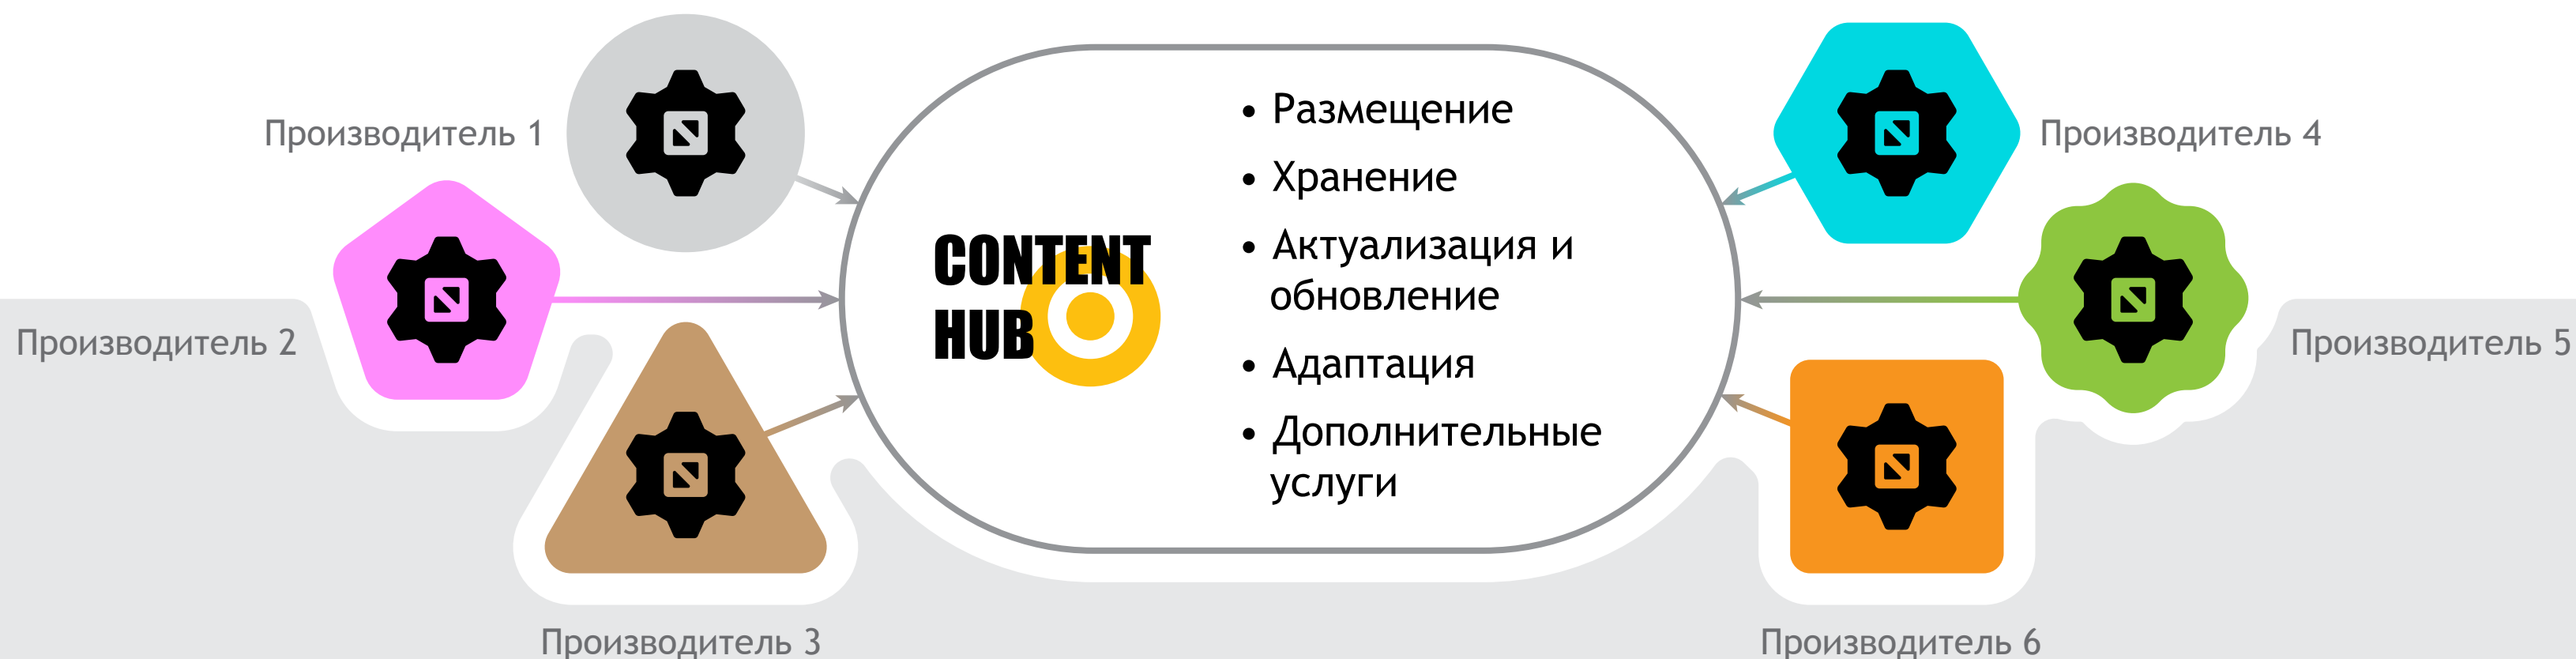 Производитель 1
Производитель 2
Производитель 3
CONTENT
HUB
• Размещение
• Хранение
• Актуализация и
обновление
• Адаптация
• Дополнительные
услуги
Производитель 4
Производитель 5
Производитель 6